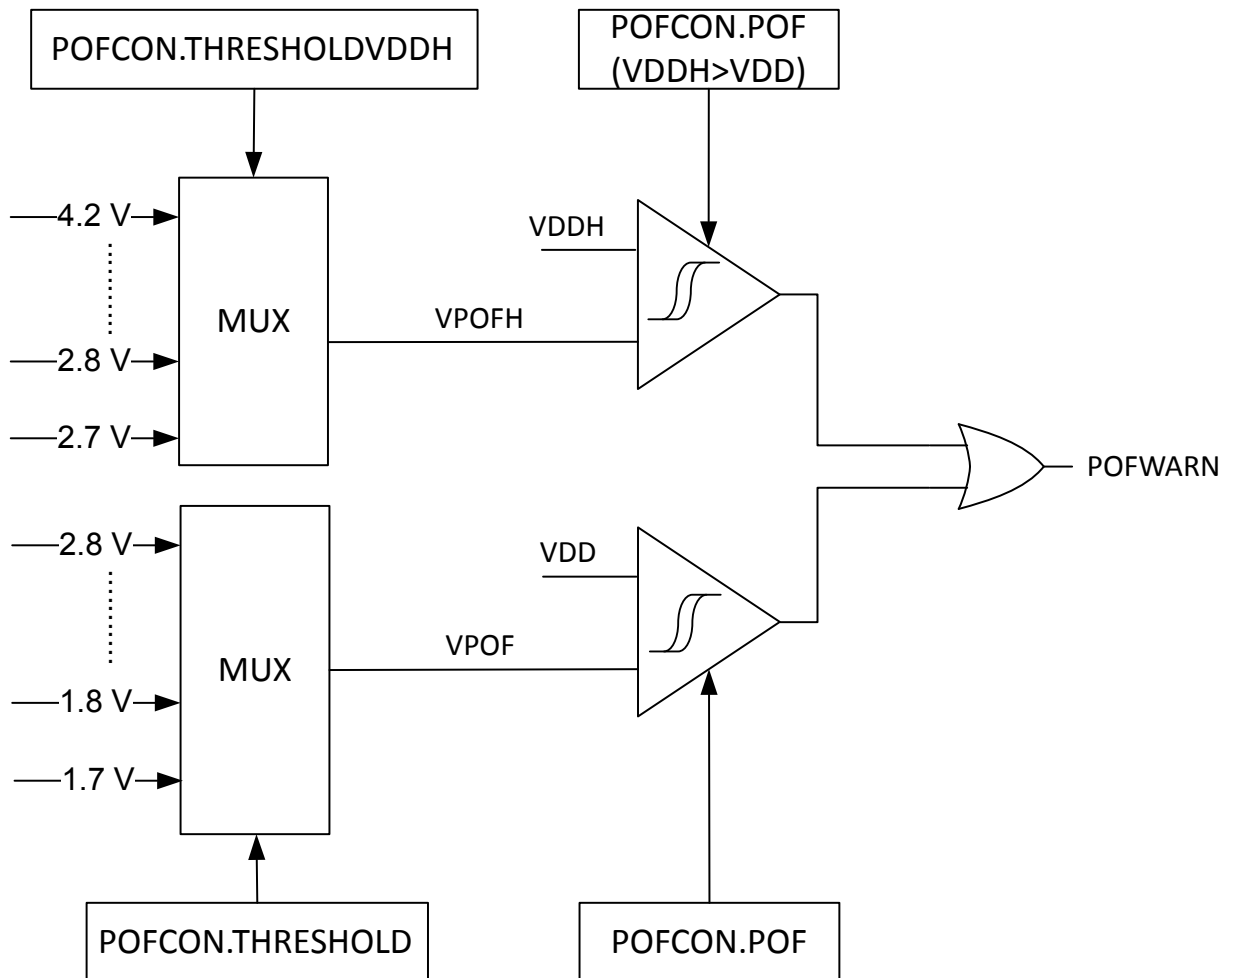 POFCON.THRESHOLDVDDH
POFCON.POF
(VDDH>VDD)
4.2 V
MUX
2.8 V
2.7 V
VDDH
VPOFH
POFWARN
2.8 V
MUX
1.8 V
1.7 V
VDD
VPOF
POFCON.THRESHOLD
POFCON.POF